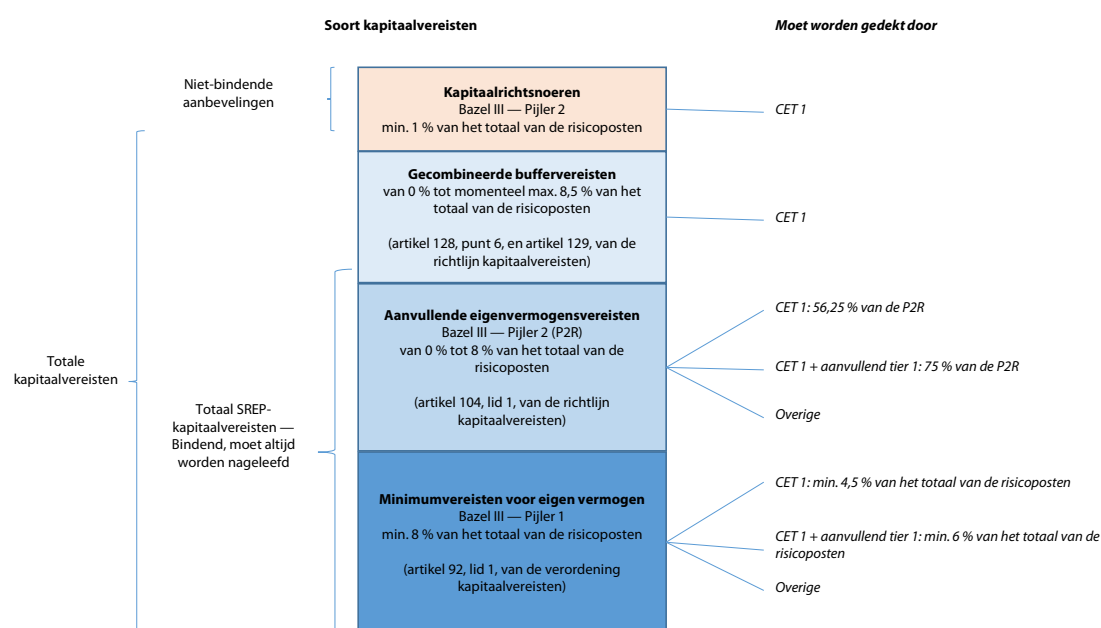 Soort kapitaalvereisten
Moet worden gedekt door
Niet-bindende
aanbevelingen
Kapitaalrichtsnoeren
Bazel III — Pijler 2
min. 1 % van het totaal van de risicoposten
CET 1
Gecombineerde buffervereisten
van 0 % tot momenteel max. 8,5 % van het
totaal van de risicoposten
(artikel 128, punt 6, en artikel 129, van de
richtlijn kapitaalvereisten)
CET 1
Totale
kapitaalvereisten
Totaal SREP-
kapitaalvereisten —
Bindend, moet altijd
worden nageleefd
Aanvullende eigenvermogensvereisten
Bazel III — Pijler 2 (P2R)
van 0 % tot 8 % van het totaal van de
risicoposten
(artikel 104, lid 1, van de richtlijn
kapitaalvereisten)
CET 1: 56,25 % van de P2R
CET 1 + aanvullend tier 1: 75 % van de P2R
Overige
Minimumvereisten voor eigen vermogen
Bazel III — Pijler 1
min. 8 % van het totaal van de risicoposten
(artikel 92, lid 1, van de verordening
kapitaalvereisten)
CET 1: min. 4,5 % van het totaal van de risicoposten
CET 1 + aanvullend tier 1: min. 6 % van het totaal van de
risicoposten
Overige